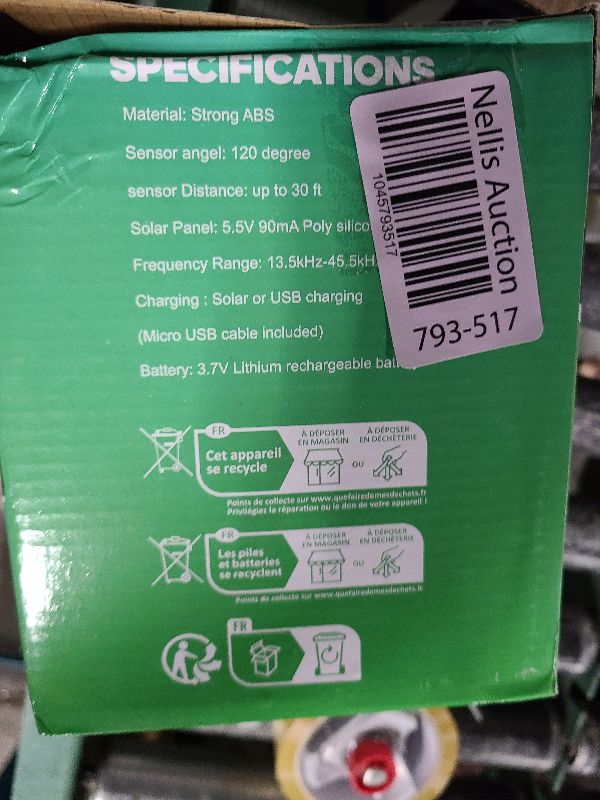 SPECIFICATIONS
Material: Strong ABS
Sensor angel: 120 degree
sensor Distance: up to 30 ft
Solar Panel: 5.5V 90mA Poly silico
Frequency Range: 13.5kHz-45.5kH
Charging : Solar or USB charging
(Micro USB cable included)
Battery: 3.7V Lithium rechargeable bat
Nellis Auction
1045793517
793-517
FR
Cet appareil
se recycle
À DÉPOSER
EN MAGASIN
OU
À DÉPOSER
EN DÉCHÈTERIE
Points de collecte sur www.quefairedemesdechets.fr
Privilégiez la réparation ou le don de votre appareil !
FR
Les piles
et batteries
se recyclent
À DÉPOSER
EN MAGASIN
OU
À DÉPOSER
EN DÉCHÈTERIE
Points de collecte sur www.quefairedemesdechets.fr
FR